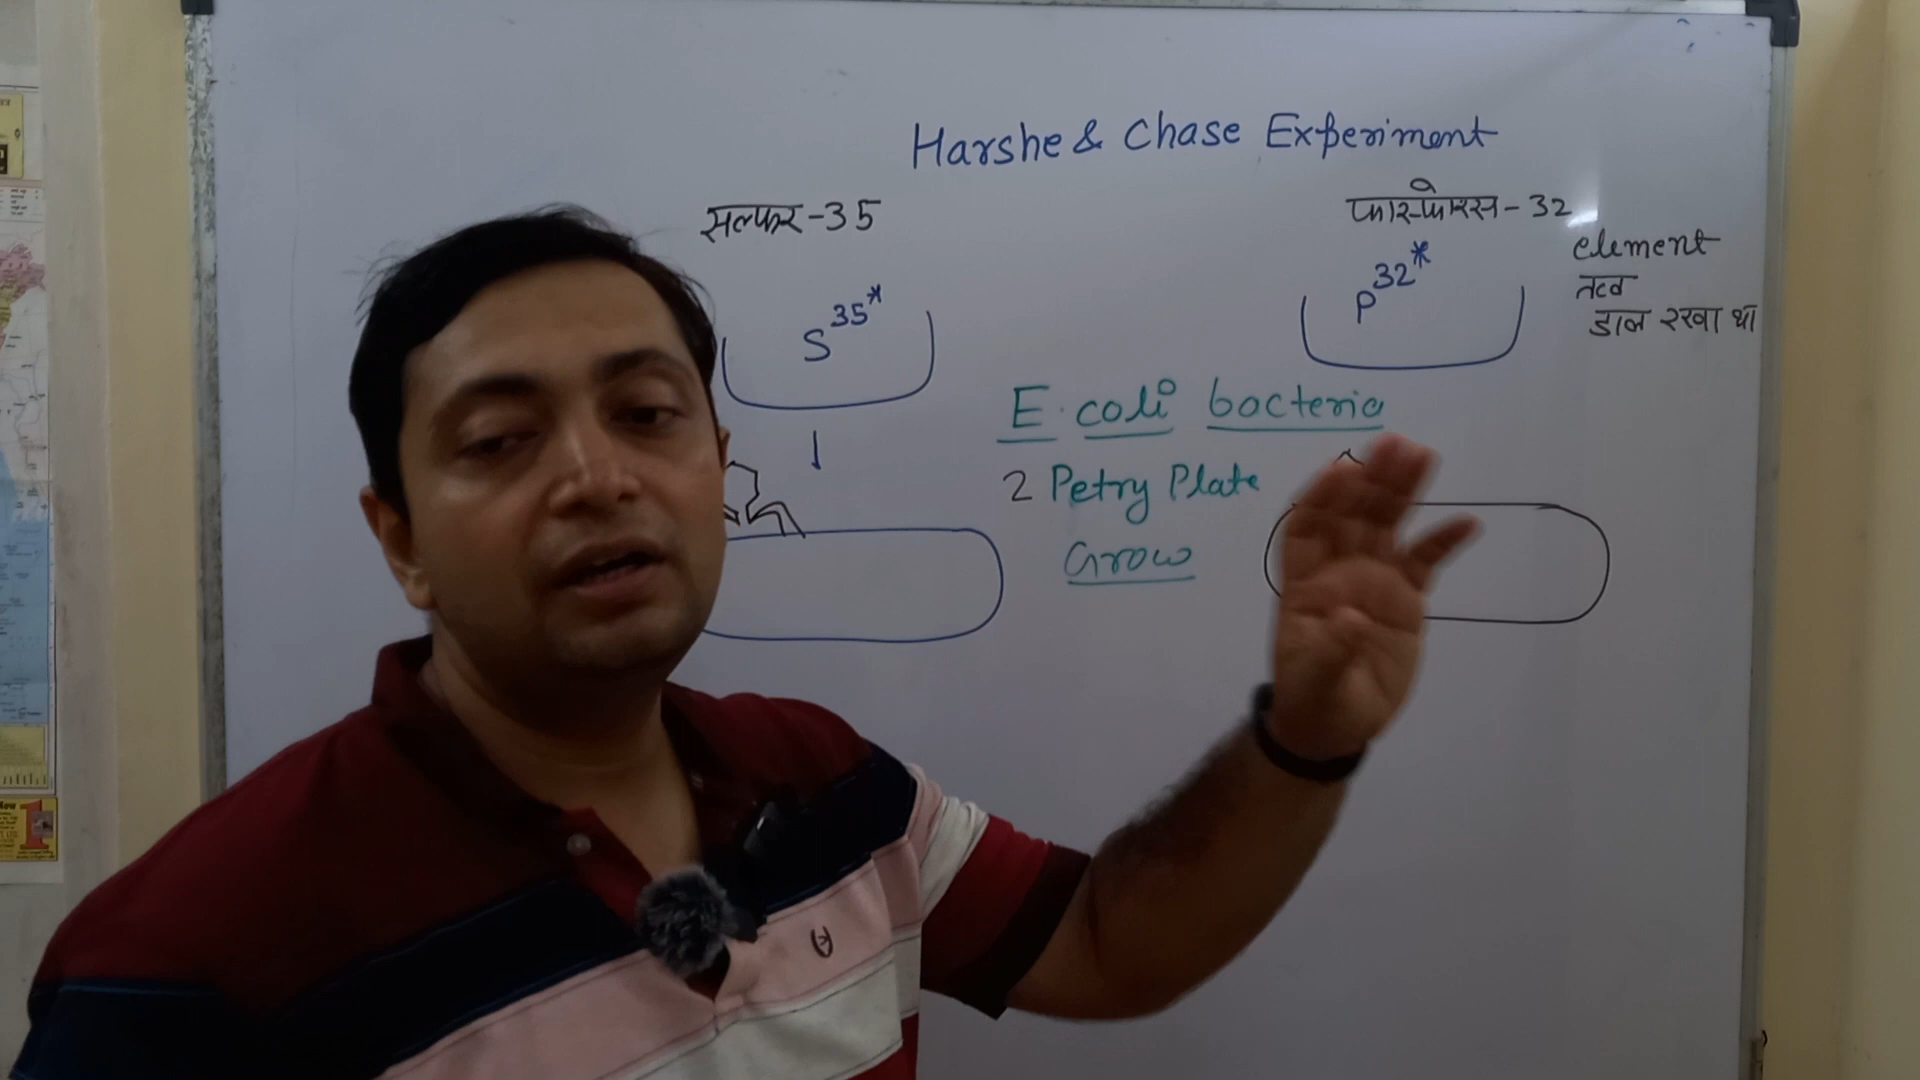 Harshe & Chase Experiment
सल्फर-35
फास्फोरस-32
S35*
P32*
element
तत्व
डाल रखा था
E. coli bacteria
2 Petry Plate
Grow